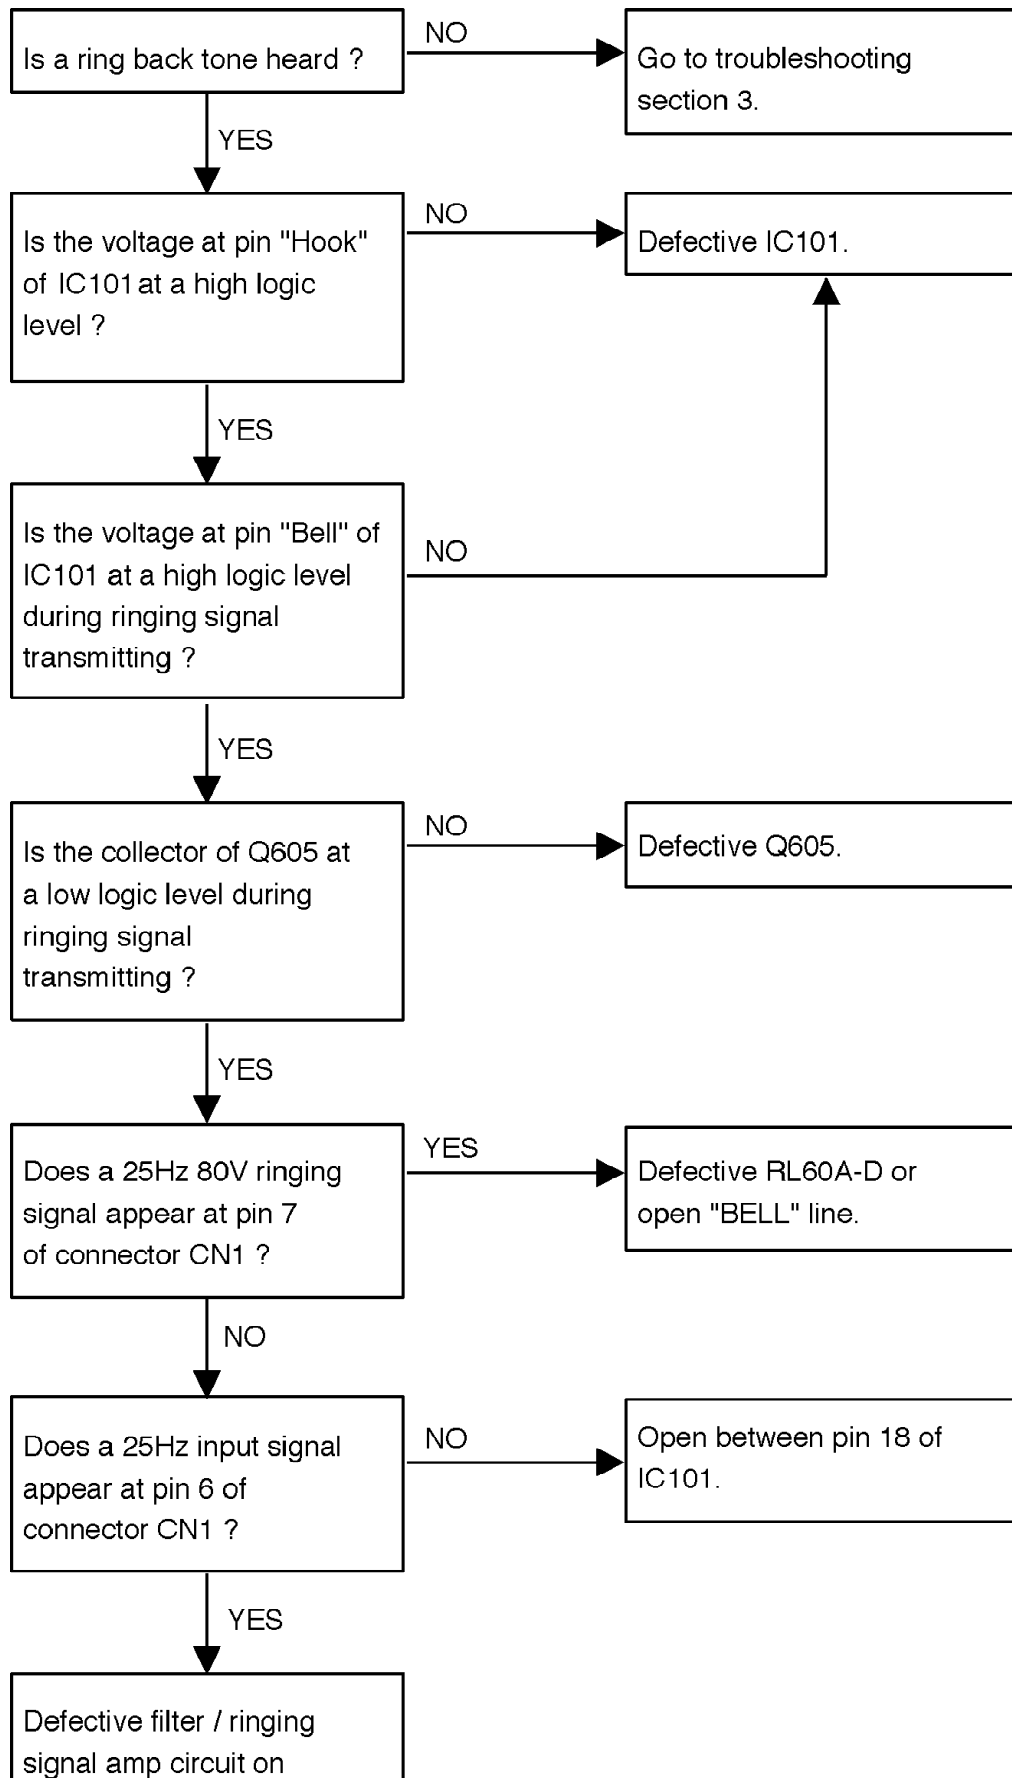 Is a ring back tone heard ?
NO
Go to troubleshooting
section 3.
YES
Is the voltage at pin "Hook"
of IC101 at a high logic
level ?
NO
Defective IC101.
YES
Is the voltage at pin "Bell" of
IC101 at a high logic level
during ringing signal
transmitting ?
NO
YES
Is the collector of Q605 at
a low logic level during
ringing signal
transmitting ?
NO
Defective Q605.
YES
Does a 25Hz 80V ringing
signal appear at pin 7
of connector CN1 ?
YES
Defective RL60A-D or
open "BELL" line.
NO
Does a 25Hz input signal
appear at pin 6 of
connector CN1 ?
NO
Open between pin 18 of
IC101.
YES
Defective filter / ringing
signal amp circuit on